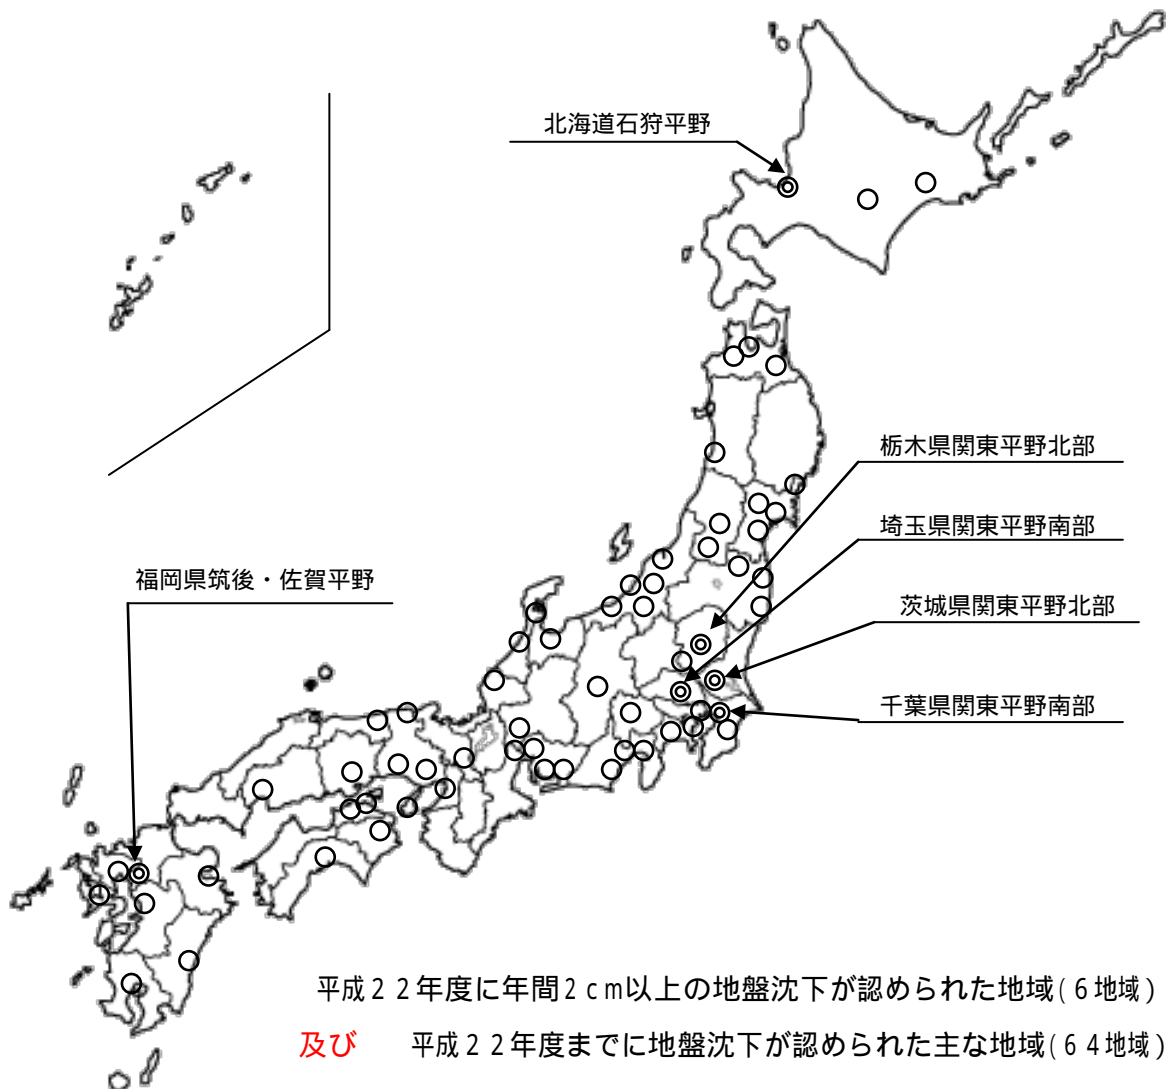 北海道石狩平野
栃木県関東平野北部
埼玉県関東平野南部
福岡県筑後・佐賀平野
茨城県関東平野北部
千葉県関東平野南部
平成２２年度に年間２ｃｍ以上の地盤沈下が認められた地域(６地域)
及び　平成２２年度までに地盤沈下が認められた主な地域(６４地域)